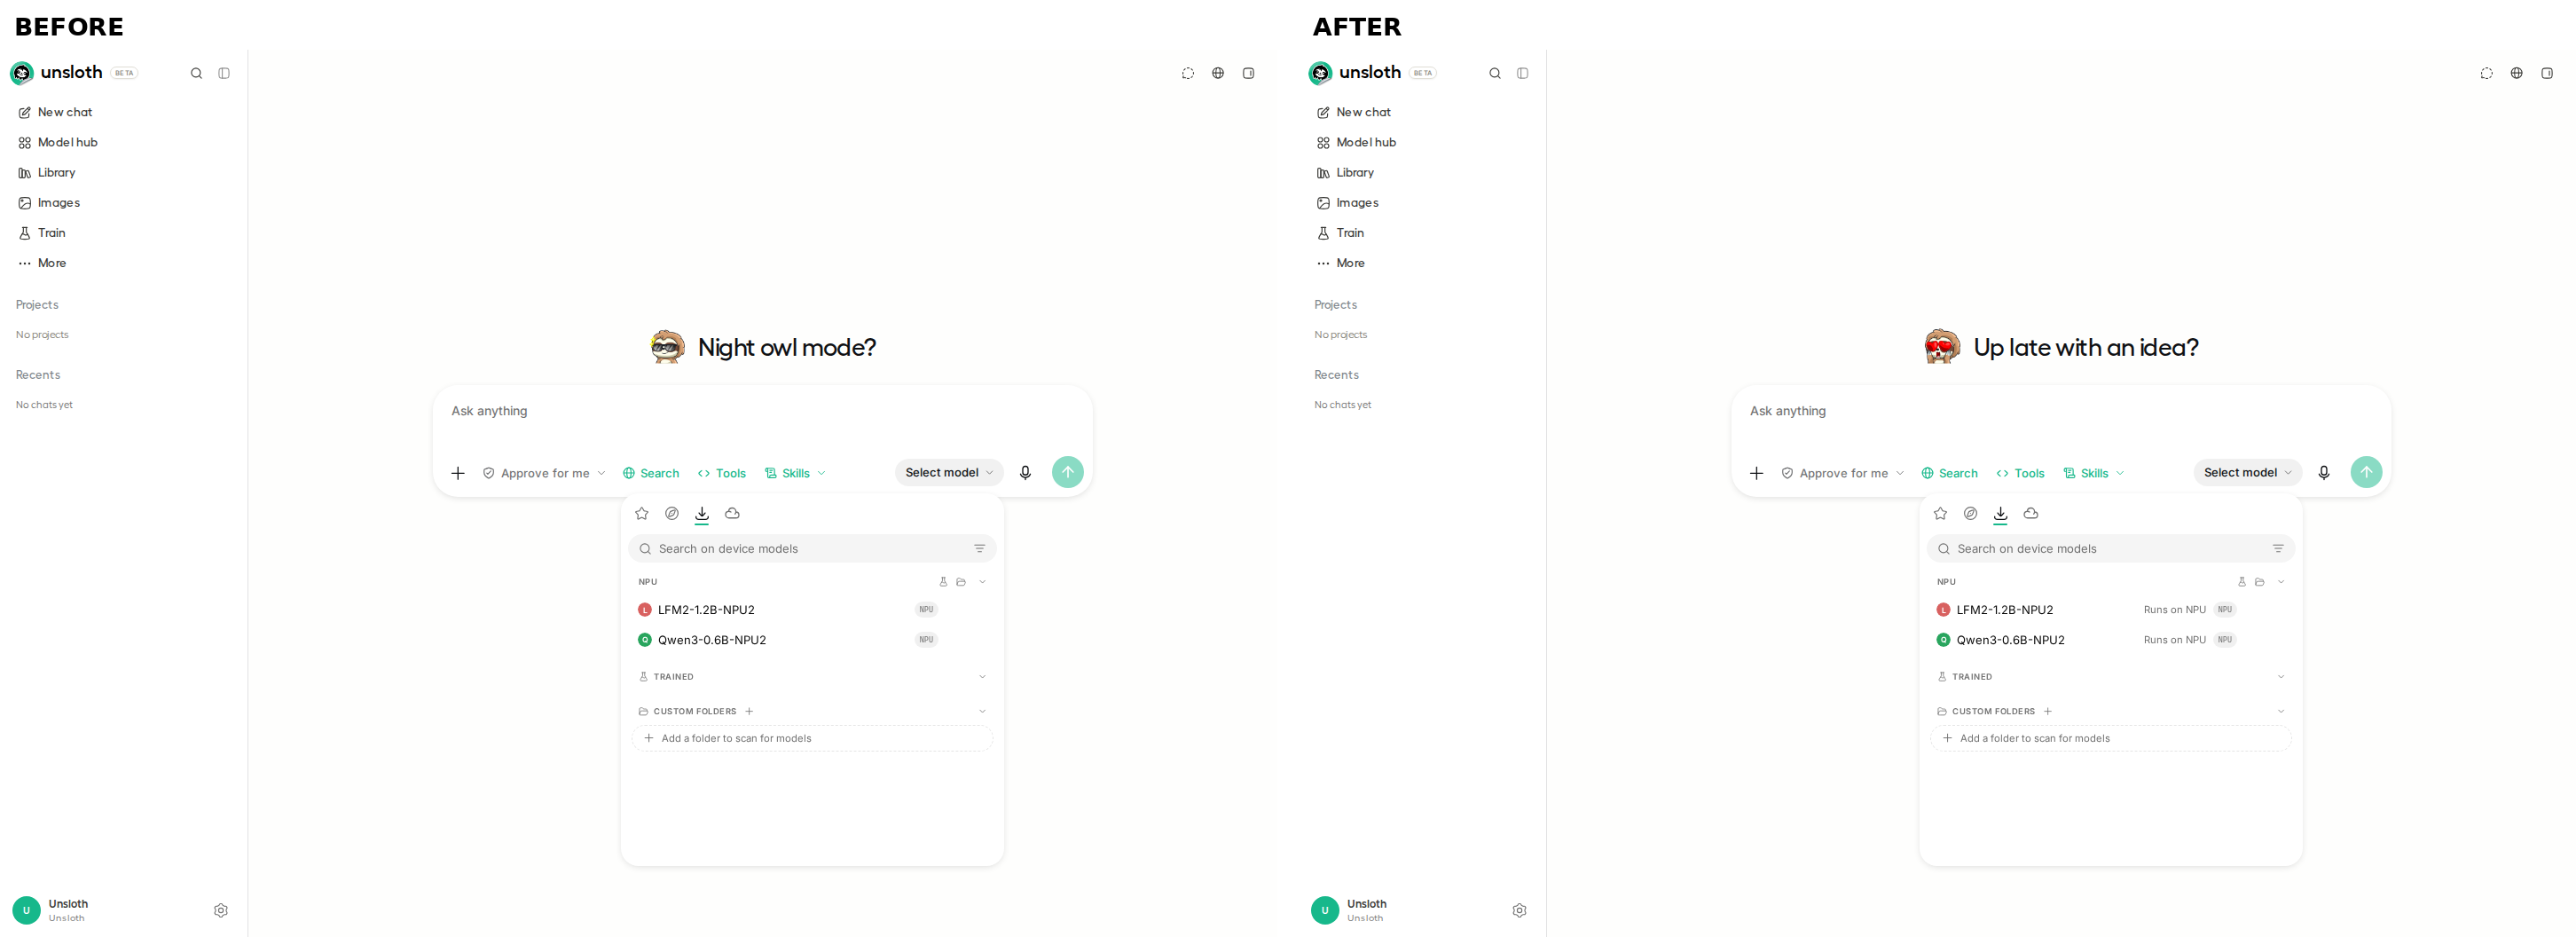 BEFORE
unsloth BETA
New chat
Model hub
Library
Images
Train
More
Projects
No projects
Recents
No chats yet
Night owl mode?
Ask anything
Approve for me Search Tools Skills Select model
Search on device models
NPU
L LFM2-1.2B-NPU2 NPU
Q Qwen3-0.6B-NPU2 NPU
TRAINED
CUSTOM FOLDERS
Add a folder to scan for models
U Unsloth
Unsloth
AFTER
unsloth BETA
New chat
Model hub
Library
Images
Train
More
Projects
No projects
Recents
No chats yet
Up late with an idea?
Ask anything
Approve for me Search Tools Skills Select model
Search on device models
NPU
L LFM2-1.2B-NPU2 Runs on NPU NPU
Q Qwen3-0.6B-NPU2 Runs on NPU NPU
TRAINED
CUSTOM FOLDERS
Add a folder to scan for models
U Unsloth
Unsloth